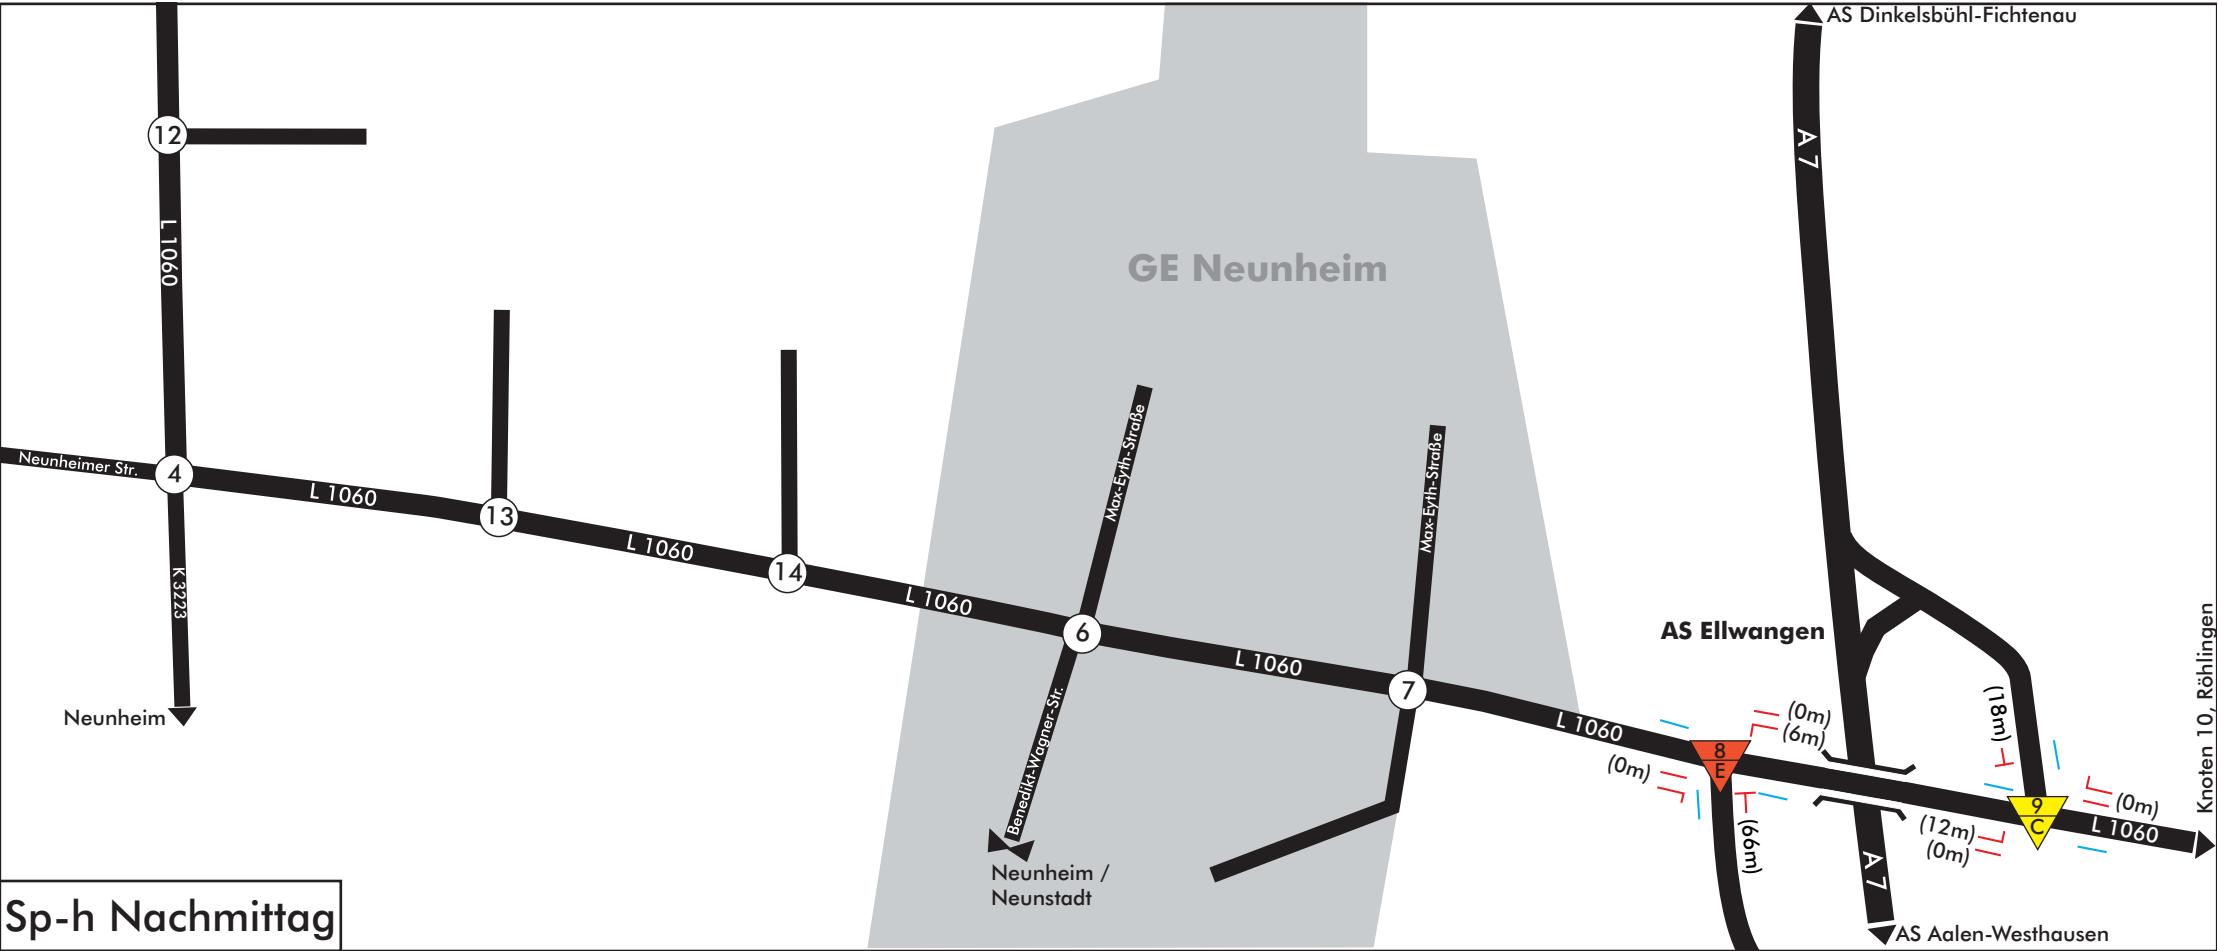 AS Dinkelsbühl-Fichtenau
A 7
12
L 1060
GE Neunheim
Neunheimer Str.
4
L 1060
13
L 1060
14
L 1060
Max-Eyth-Straße
Max-Eyth-Straße
6
L 1060
7
L 1060
K 3223
Neunheim
Benedikt-Wagner-Str.
Neunheim /
Neunstadt
AS Ellwangen
(0m)
(6m)
(0m)
8
E
(66m)
(18m)
(12m)
(0m)
9
C
(0m)
L 1060
Knoten 10, Röhlingen
A 7
AS Aalen-Westhausen
Sp-h Nachmittag